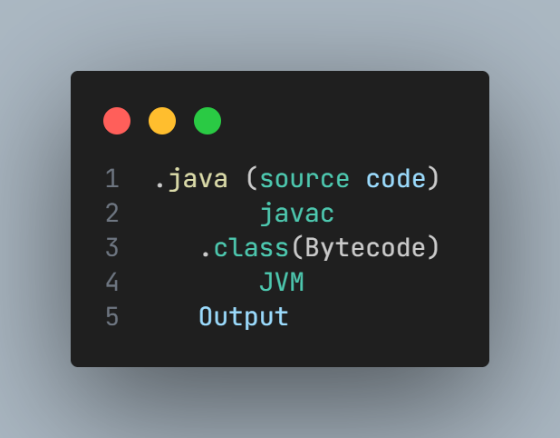 1 .java (source code)
2 javac
3 .class(Bytecode)
4 JVM
5 Output